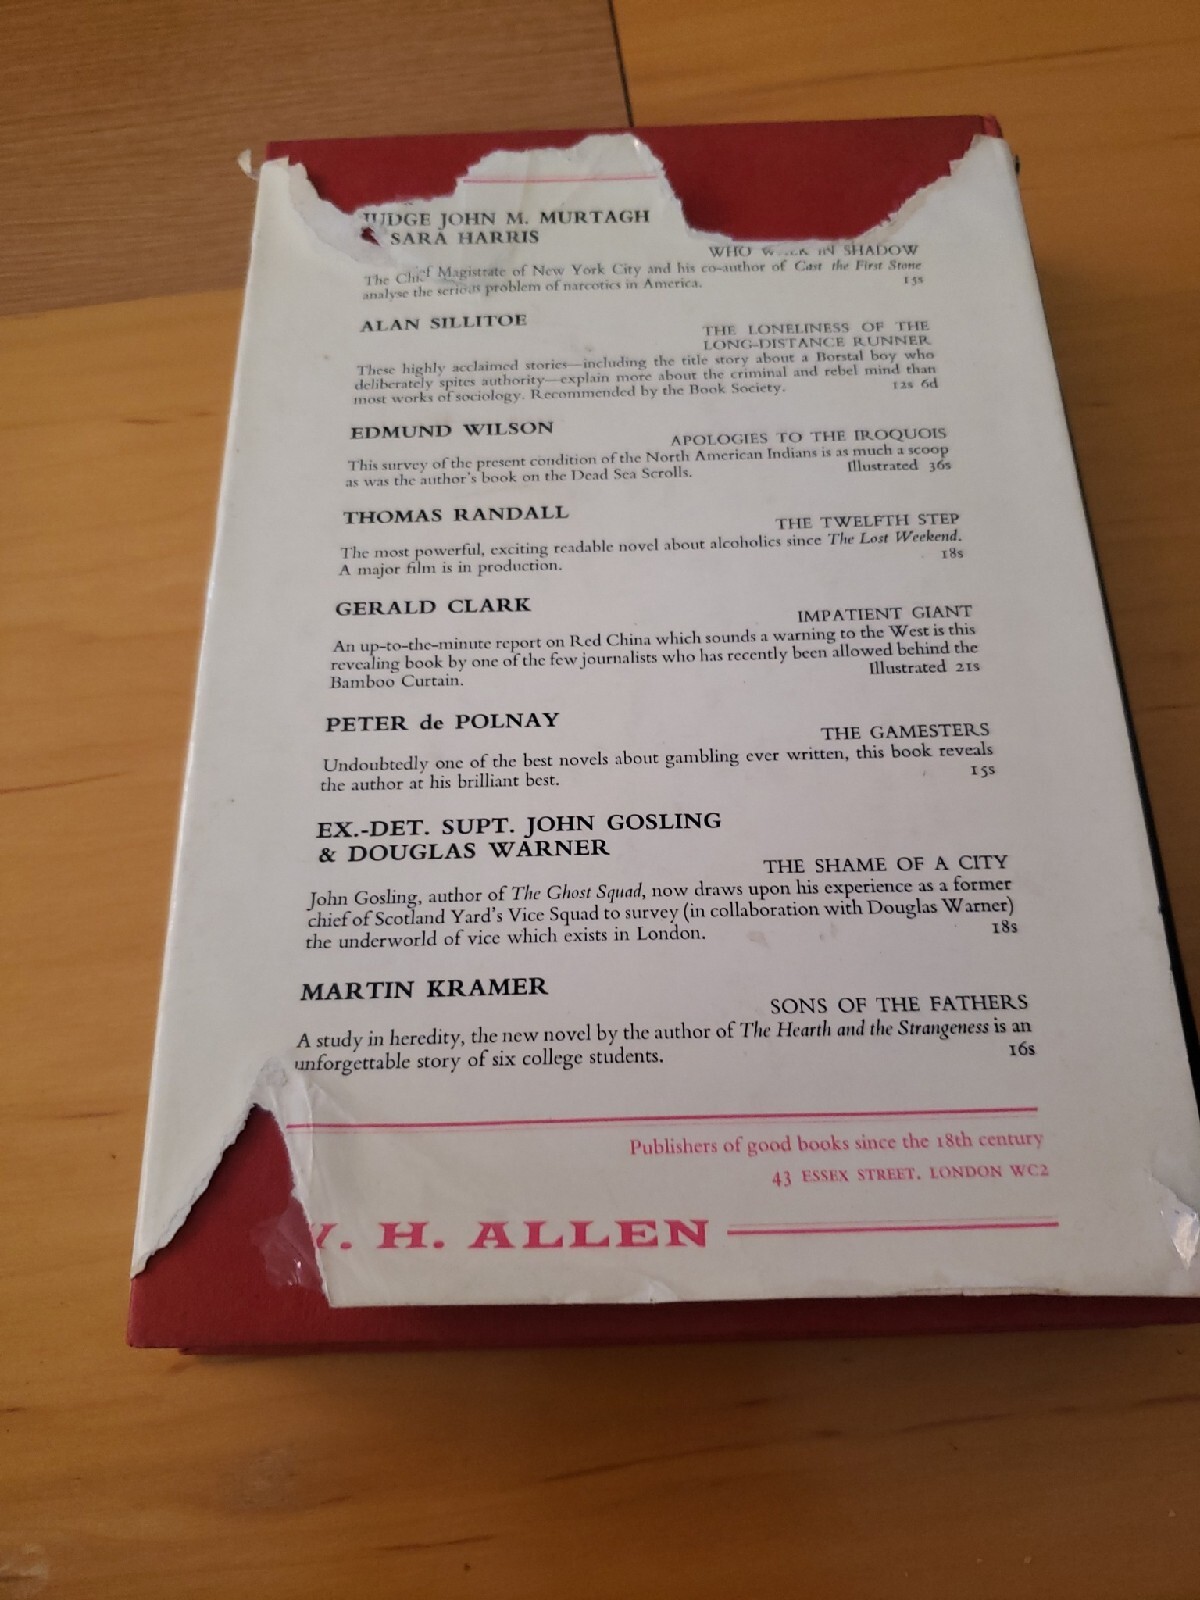 JUDGE JOHN M. MURTAGH
SARA HARRIS
WHO IN SHADOW
The Chief Magistrate of New York City and his co-author of Cast the First Stone
analyse the serious problem of narcotics in America. 15s
ALAN SILLITOE
THE LONELINESS OF THE
LONG-DISTANCE RUNNER
These highly acclaimed stories—including the title story about a Borstal boy who
deliberately spites authority—explain more about the criminal and rebel mind than
most works of sociology. Recommended by the Book Society. 12s 6d
EDMUND WILSON
APOLOGIES TO THE IROQUOIS
This survey of the present condition of the North American Indians is as much a scoop
as was the author's book on the Dead Sea Scrolls. Illustrated 36s
THOMAS RANDALL
THE TWELFTH STEP
The most powerful, exciting readable novel about alcoholics since The Lost Weekend.
A major film is in production. 18s
GERALD CLARK
IMPATIENT GIANT
An up-to-the-minute report on Red China which sounds a warning to the West is this
revealing book by one of the few journalists who has recently been allowed behind the
Bamboo Curtain. Illustrated 21s
PETER de POLNAY
THE GAMESTERS
Undoubtedly one of the best novels about gambling ever written, this book reveals
the author at his brilliant best. 15s
EX.-DET. SUPT. JOHN GOSLING
& DOUGLAS WARNER
THE SHAME OF A CITY
John Gosling, author of The Ghost Squad, now draws upon his experience as a former
chief of Scotland Yard's Vice Squad to survey (in collaboration with Douglas Warner)
the underworld of vice which exists in London. 18s
MARTIN KRAMER
SONS OF THE FATHERS
A study in heredity, the new novel by the author of The Hearth and the Strangeness is an
unforgettable story of six college students. 16s
Publishers of good books since the 18th century
43 ESSEX STREET, LONDON WC2
H. ALLEN